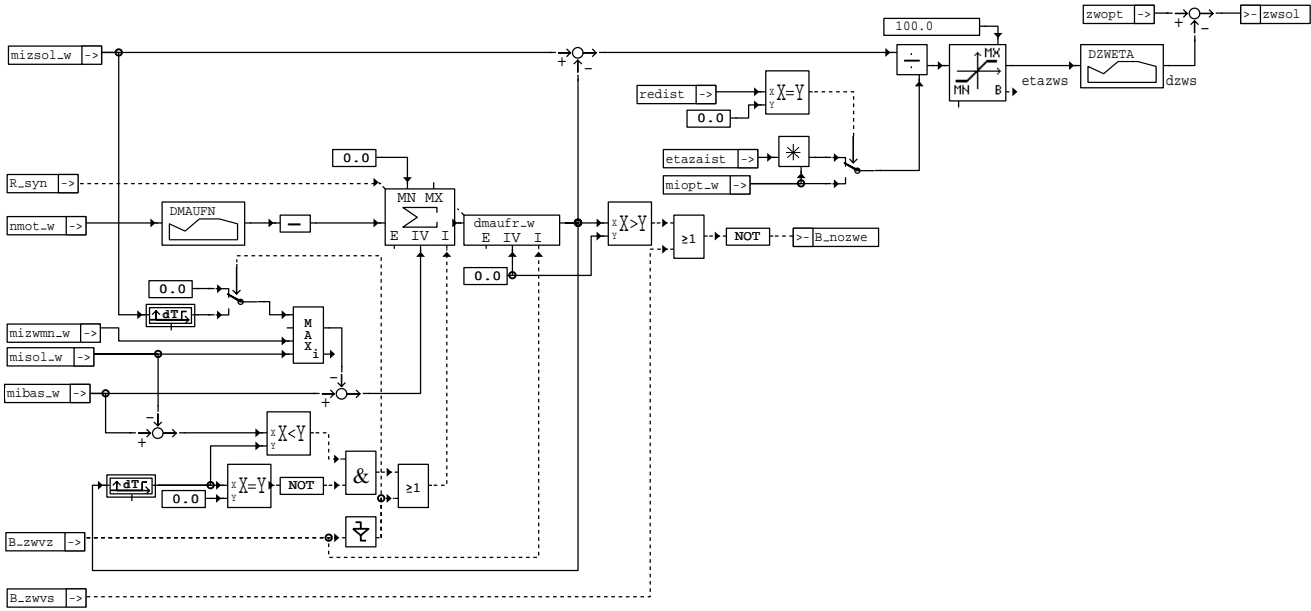 zwopt ->
+
-
>- zwsol
100.0
mizsol_w ->
+
-
÷
MX
MN
B
etazws
DZWETA
dzws
redist ->
X
Y
X=Y
0.0
etazaist ->
miopt_w ->
0.0
R_syn ->
MN MX
Σ
E IV I
nmot_w ->
DMAUFN
-
dmaufr_w
E IV I
0.0
X
Y
X>Y
≥1
NOT
>- B_nozwe
0.0
dT
mizwmn_w ->
MAXi
misol_w ->
-
mibas_w ->
+
-
+
X
Y
X<Y
dT
0.0
X
Y
X=Y
NOT
&
≥1
B_zwvz ->
B_zwvs ->